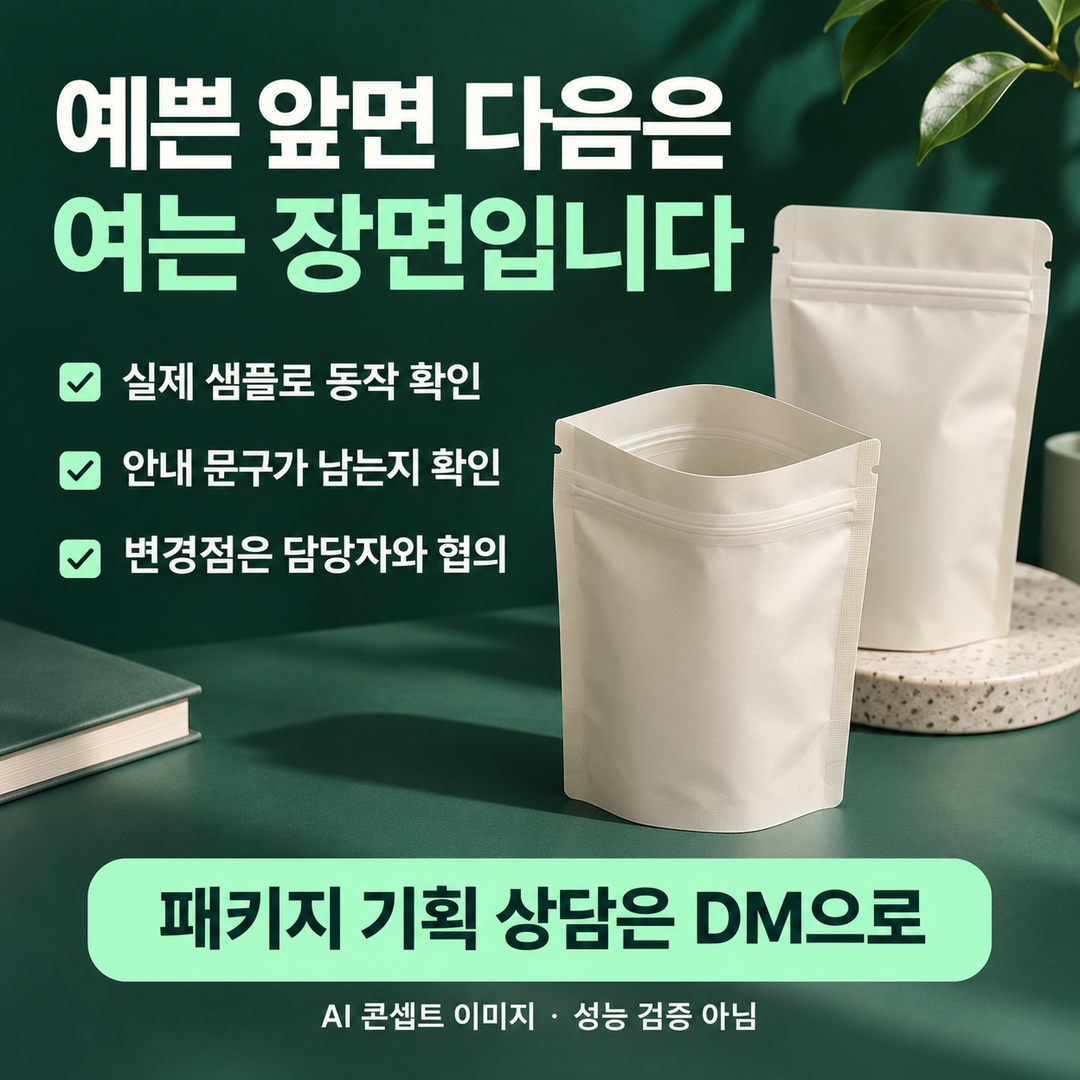 예쁜 앞면 다음은
여는 장면입니다
실제 샘플로 동작 확인
안내 문구가 남는지 확인
변경점은 담당자와 협의
패키지 기획 상담은 DM으로
AI 콘셉트 이미지 · 성능 검증 아님